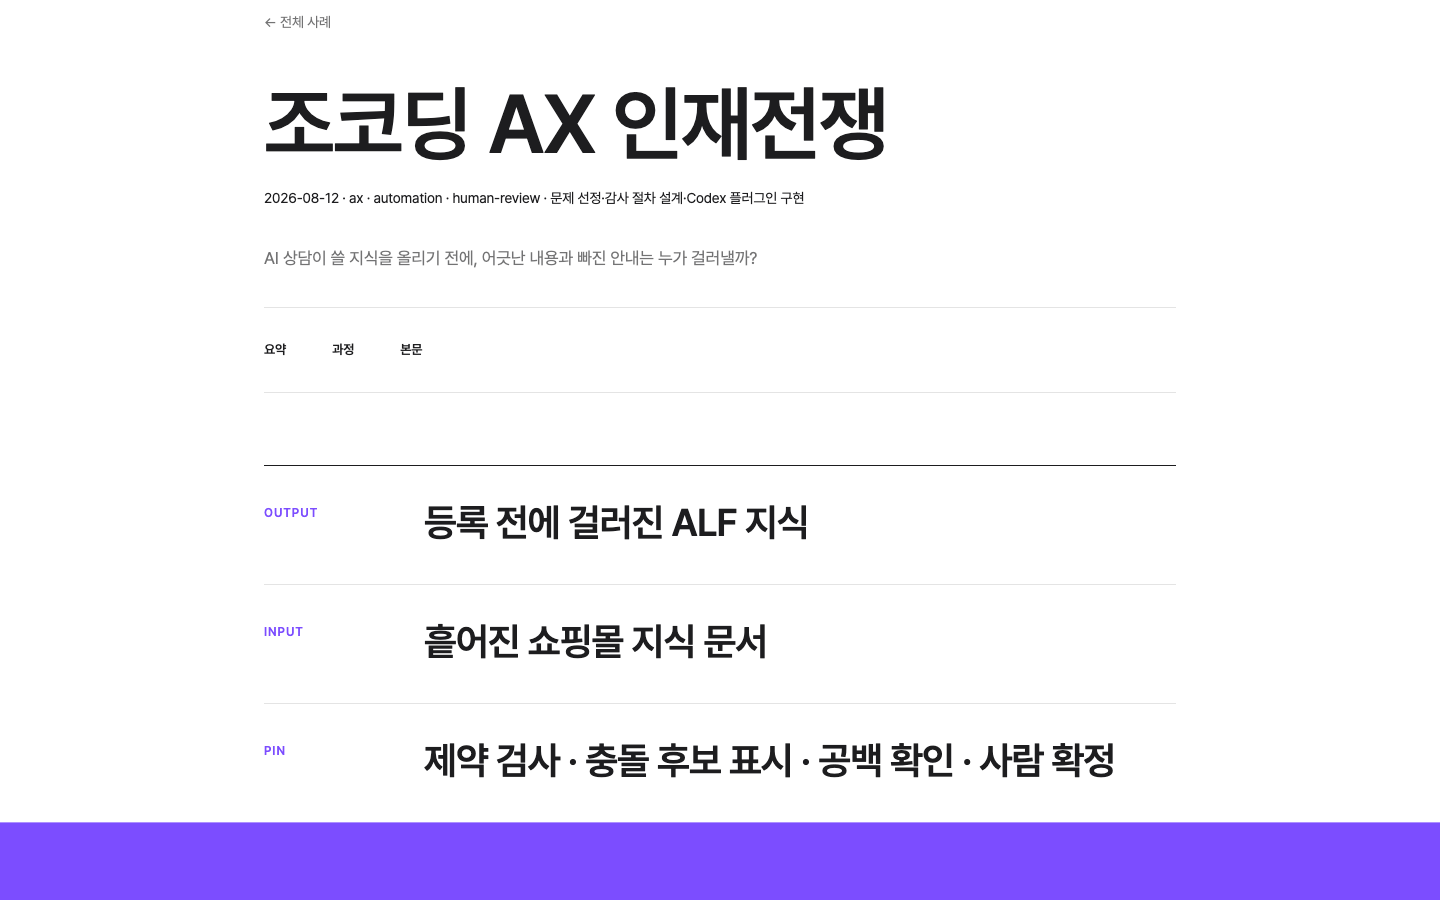 ← 전체 사례
조코딩 AX 인재전쟁
2026-08-12 · ax · automation · human-review · 문제 선정·감사 절차 설계·Codex 플러그인 구현
AI 상담이 쓸 지식을 올리기 전에, 어긋난 내용과 빠진 안내는 누가 걸러낼까?
요약 과정 본문
OUTPUT 등록 전에 걸러진 ALF 지식
INPUT 흩어진 쇼핑몰 지식 문서
PIN 제약 검사 · 충돌 후보 표시 · 공백 확인 · 사람 확정